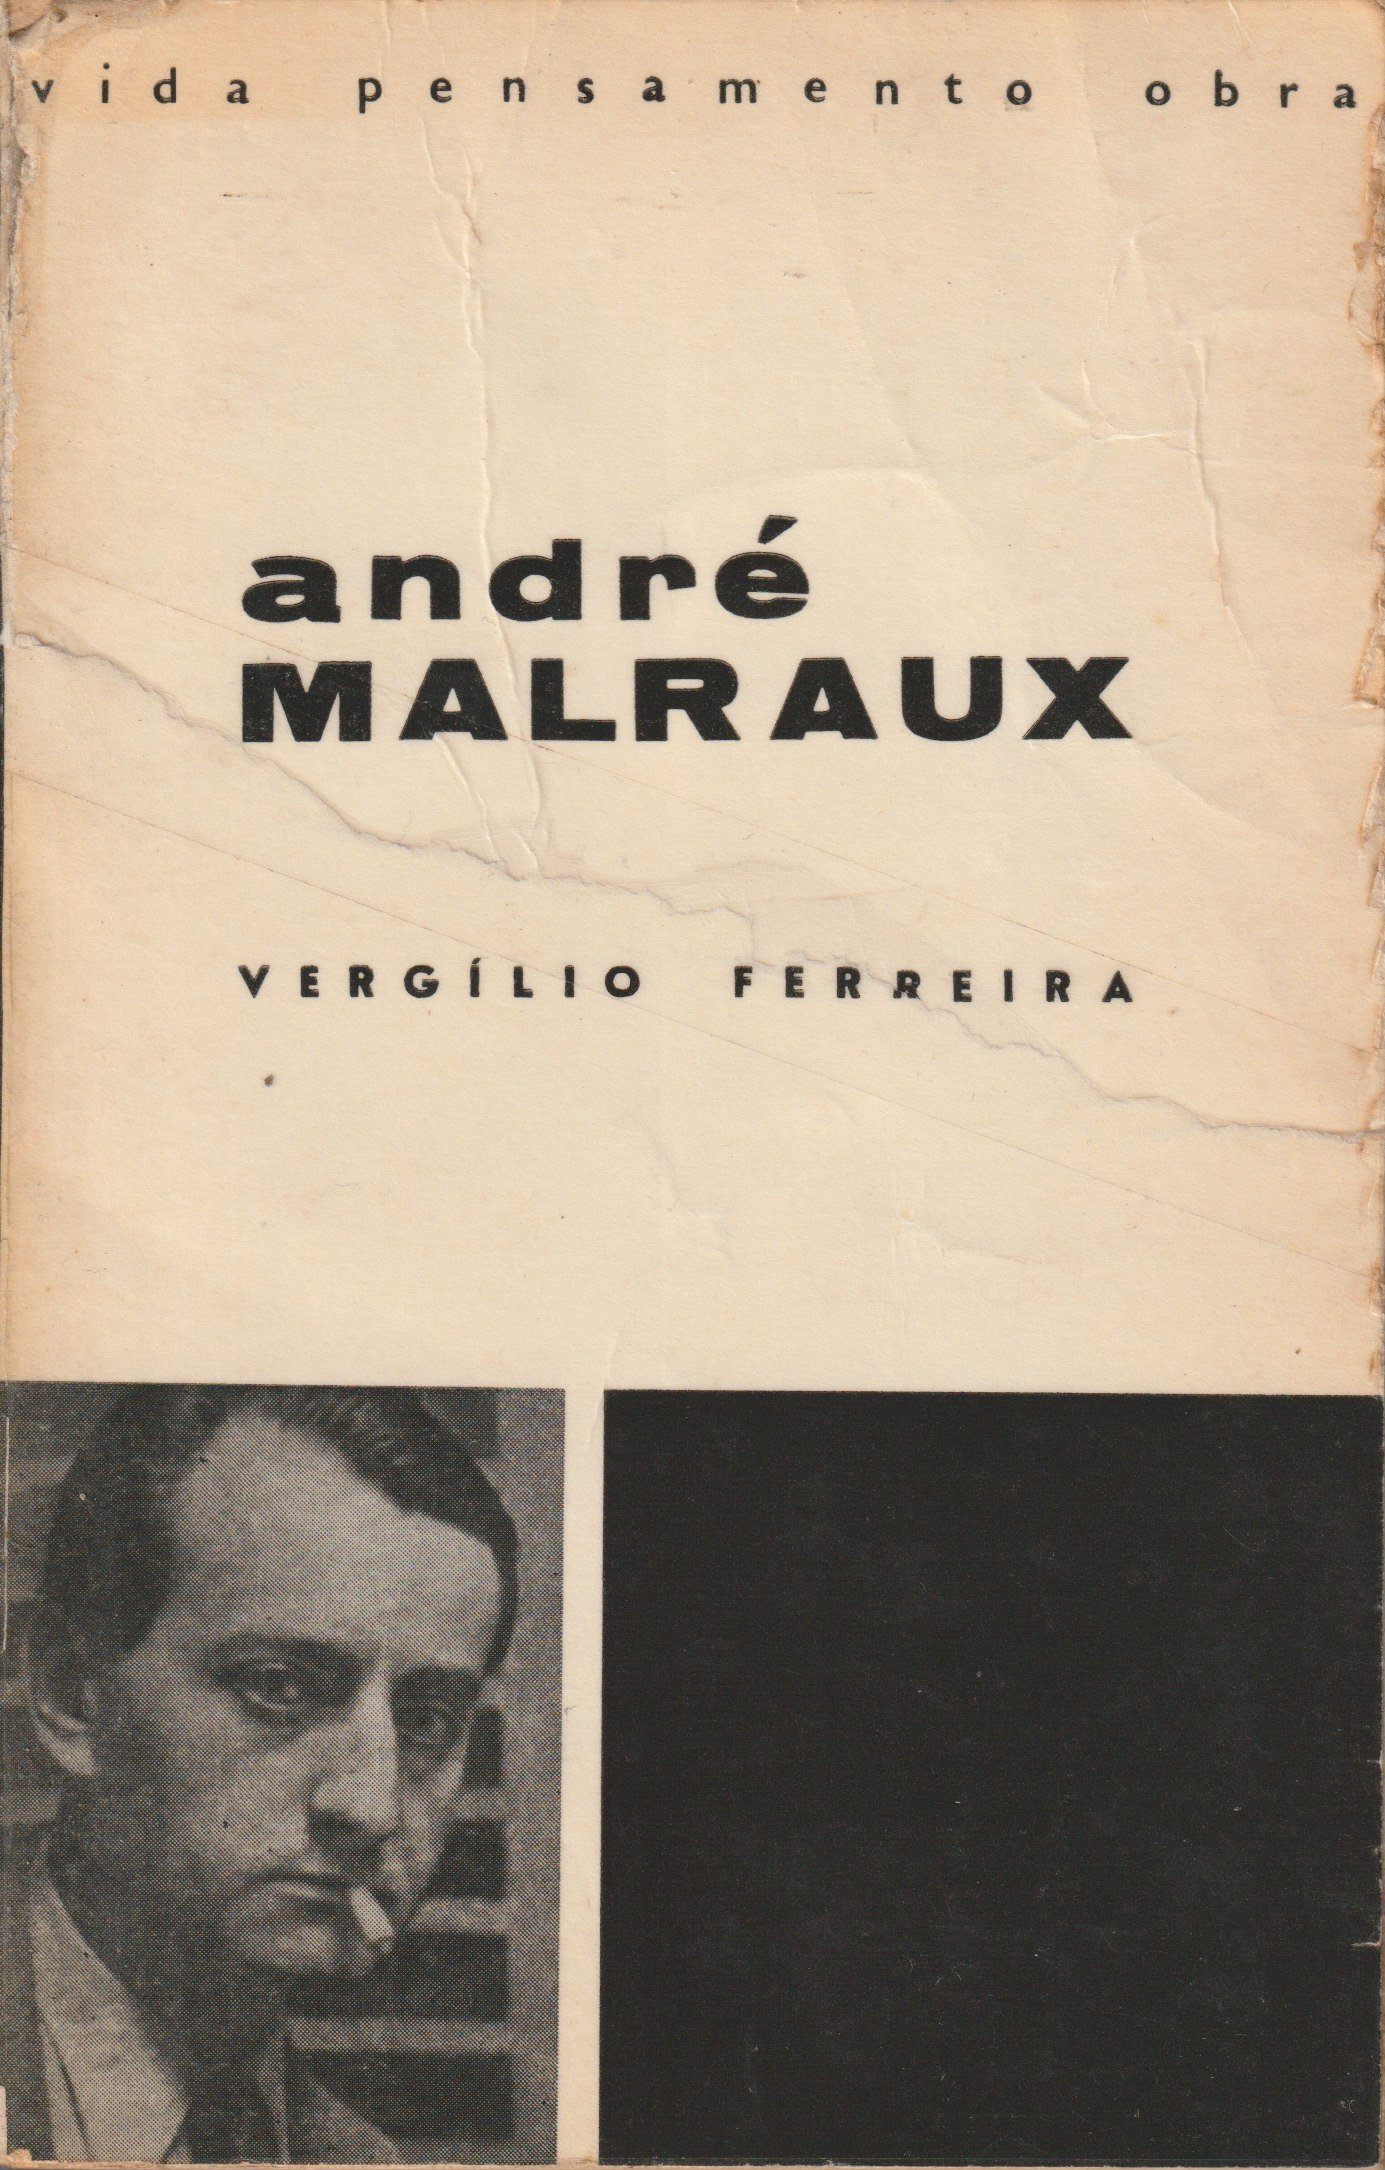 vida pensamento obra
andré
MALRAUX
VERGÍLIO FERREIRA